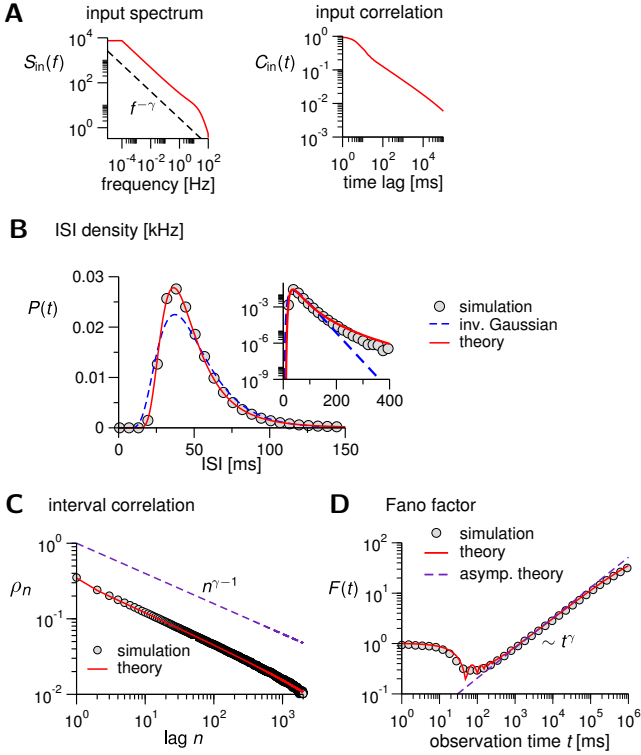 A
input spectrum
input correlation
S_in(f)
10^4
10^2
10^0
f^−γ
10^−4
10^−2
10^0
10^2
frequency [Hz]
C_in(t)
10^0
10^−1
10^−2
10^−3
10^0
10^2
10^4
time lag [ms]
B
ISI density [kHz]
P(t)
0.03
0.02
0.01
0
0
50
100
150
ISI [ms]
10^−3
10^−6
10^−9
0
200
400
simulation
inv. Gaussian
theory
C
interval correlation
ρ_n
10^0
10^−1
10^−2
n^γ−1
simulation
theory
10^0
10^1
10^2
10^3
lag n
D
Fano factor
simulation
theory
asymp. theory
F(t)
10^2
10^1
10^0
10^−1
∼ t^γ
10^0
10^1
10^2
10^3
10^4
10^5
10^6
observation time t [ms]